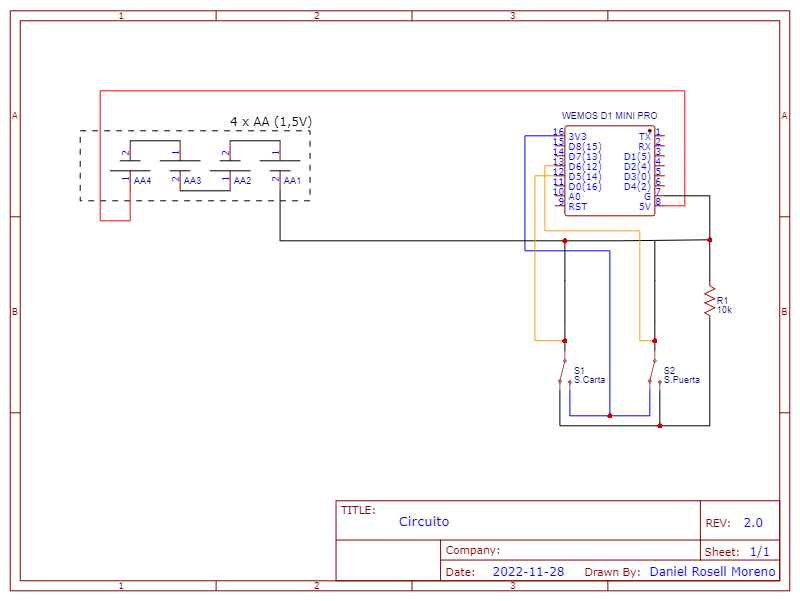 1 2 3
A
A
4 x AA (1,5V)
2 1 2 1
1 2 1 2
AA4 AA3 AA2 AA1
WEMOS D1 MINI PRO
16 3V3 TX 1
15 D8(15) RX 2
14 D7(13) D1(5) 3
13 D6(12) D2(4) 4
12 D5(14) D3(0) 5
11 D0(16) D4(2) 6
10 A0 G 7
9 RST 5V 8
B
B
R1
10k
S1
S.Carta
S2
S.Puerta
TITLE:
Circuito
REV: 2.0
Company:
Sheet: 1/1
Date: 2022-11-28 Drawn By: Daniel Rosell Moreno
1 2 3